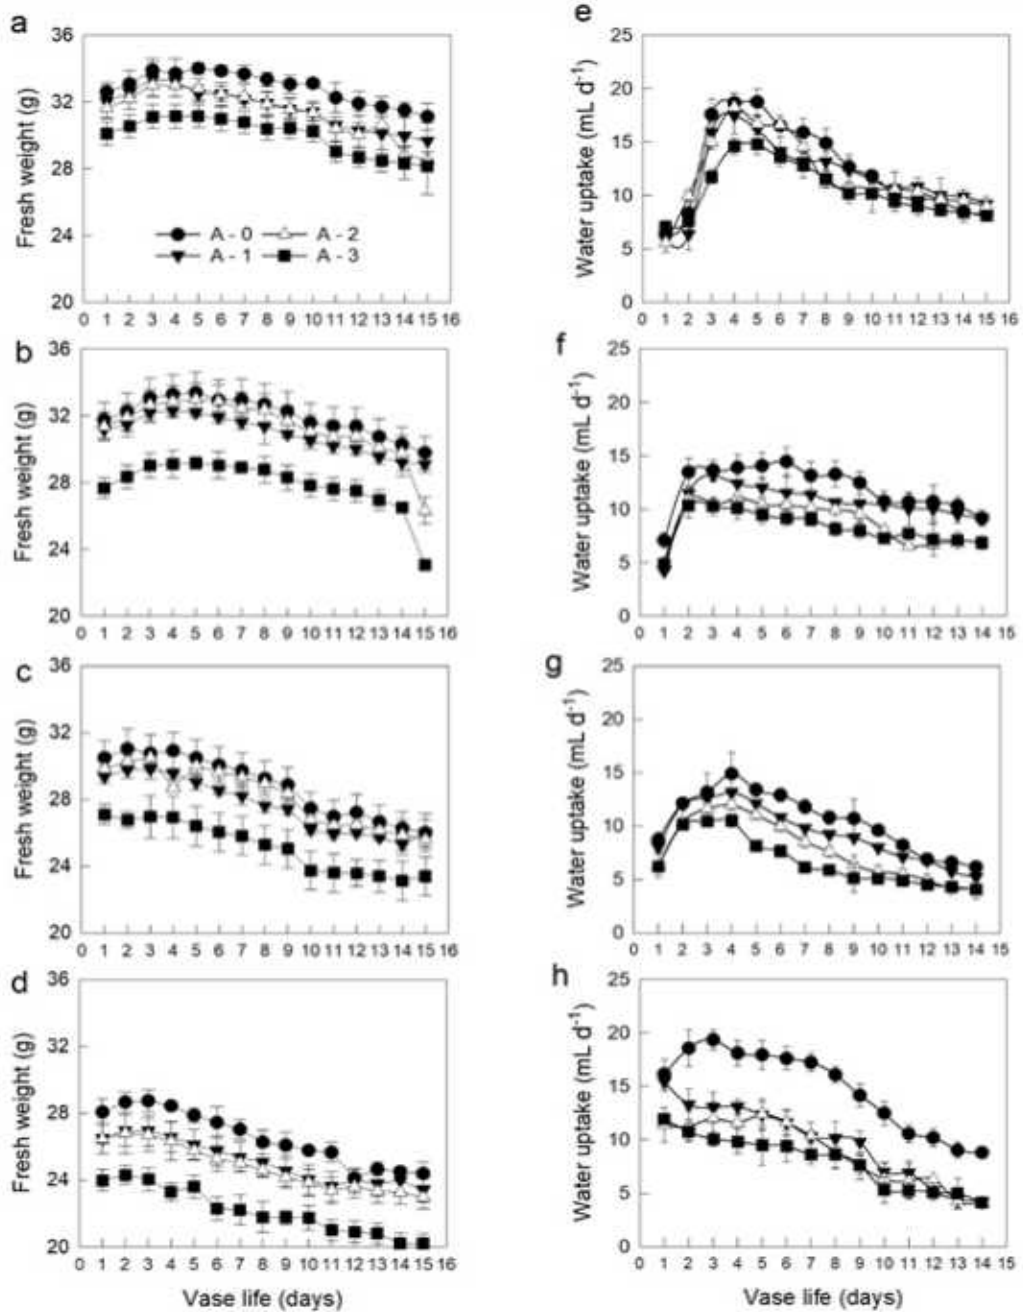 a
36
32
28
24
20
Fresh weight (g)
A - 0
A - 2
A - 1
A - 3
0 1 2 3 4 5 6 7 8 9 10 11 12 13 14 15 16
e
25
20
15
10
5
0
Water uptake (mL d-1)
0 1 2 3 4 5 6 7 8 9 10 11 12 13 14 15 16
b
36
32
28
24
20
Fresh weight (g)
0 1 2 3 4 5 6 7 8 9 10 11 12 13 14 15 16
f
25
20
15
10
5
0
Water uptake (mL d-1)
0 1 2 3 4 5 6 7 8 9 10 11 12 13 14 15
c
36
32
28
24
20
Fresh weight (g)
0 1 2 3 4 5 6 7 8 9 10 11 12 13 14 15 16
g
25
20
15
10
5
0
Water uptake (mL d-1)
0 1 2 3 4 5 6 7 8 9 10 11 12 13 14 15
d
36
32
28
24
20
Fresh weight (g)
0 1 2 3 4 5 6 7 8 9 10 11 12 13 14 15 16
Vase life (days)
h
25
20
15
10
5
0
Water uptake (mL d-1)
0 1 2 3 4 5 6 7 8 9 10 11 12 13 14 15
Vase life (days)